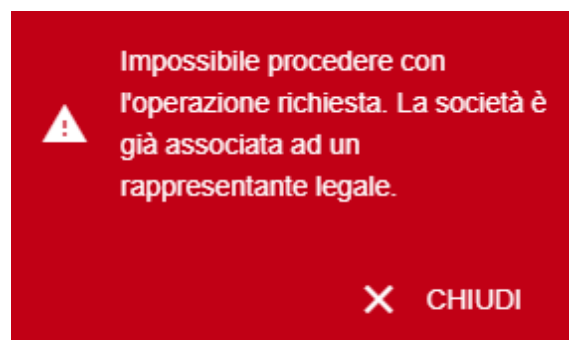 Impossibile procedere con
l'operazione richiesta. La società è
già associata ad un
rappresentante legale.
CHIUDI